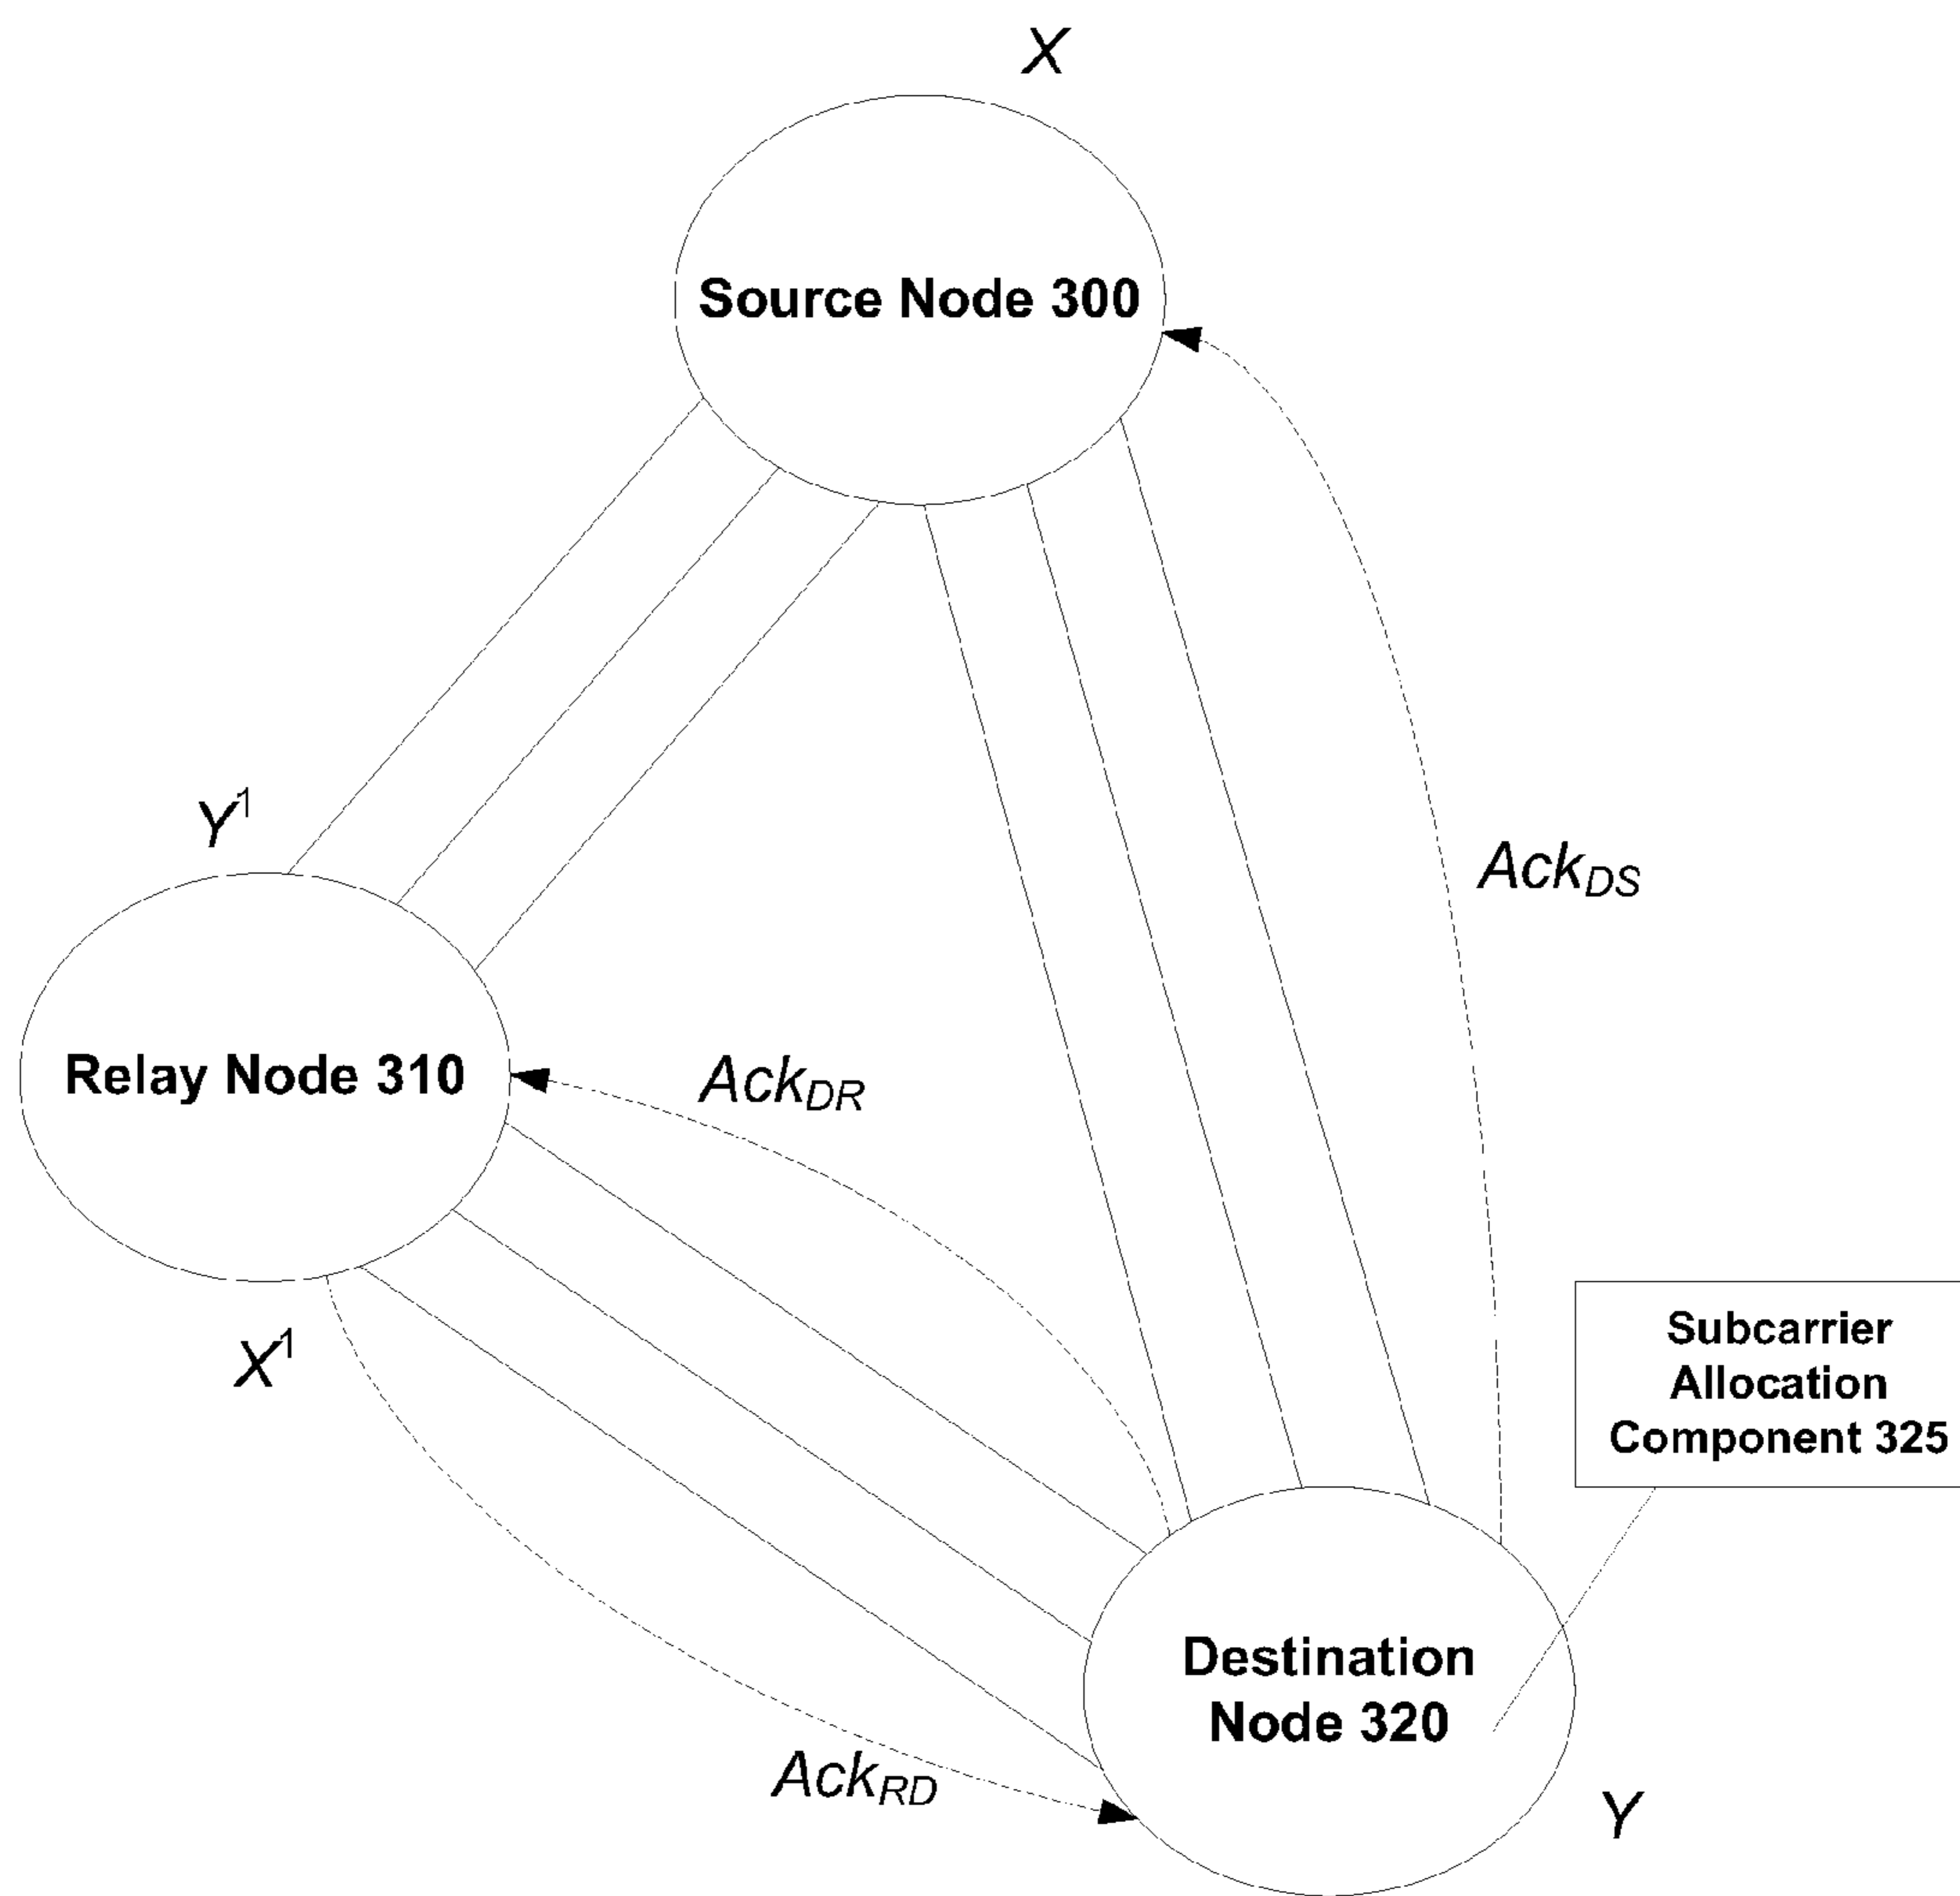 X
Source Node 300
Y¹
Ack_DS
Relay Node 310
Ack_DR
X¹
Subcarrier
Allocation
Component 325
Destination
Node 320
Ack_RD
Y